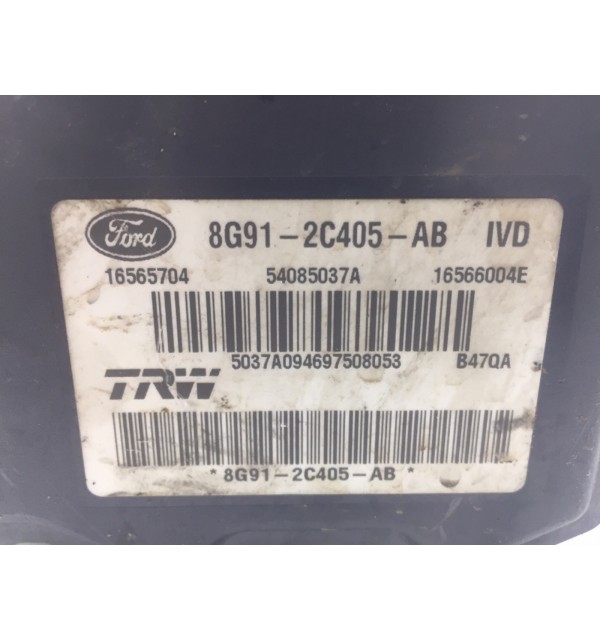 Ford 8G91-2C405-AB IVD
16565704 54085037A 16566004E
5037A094697508053 B47QA
TRW
* 8G91-2C405-AB *